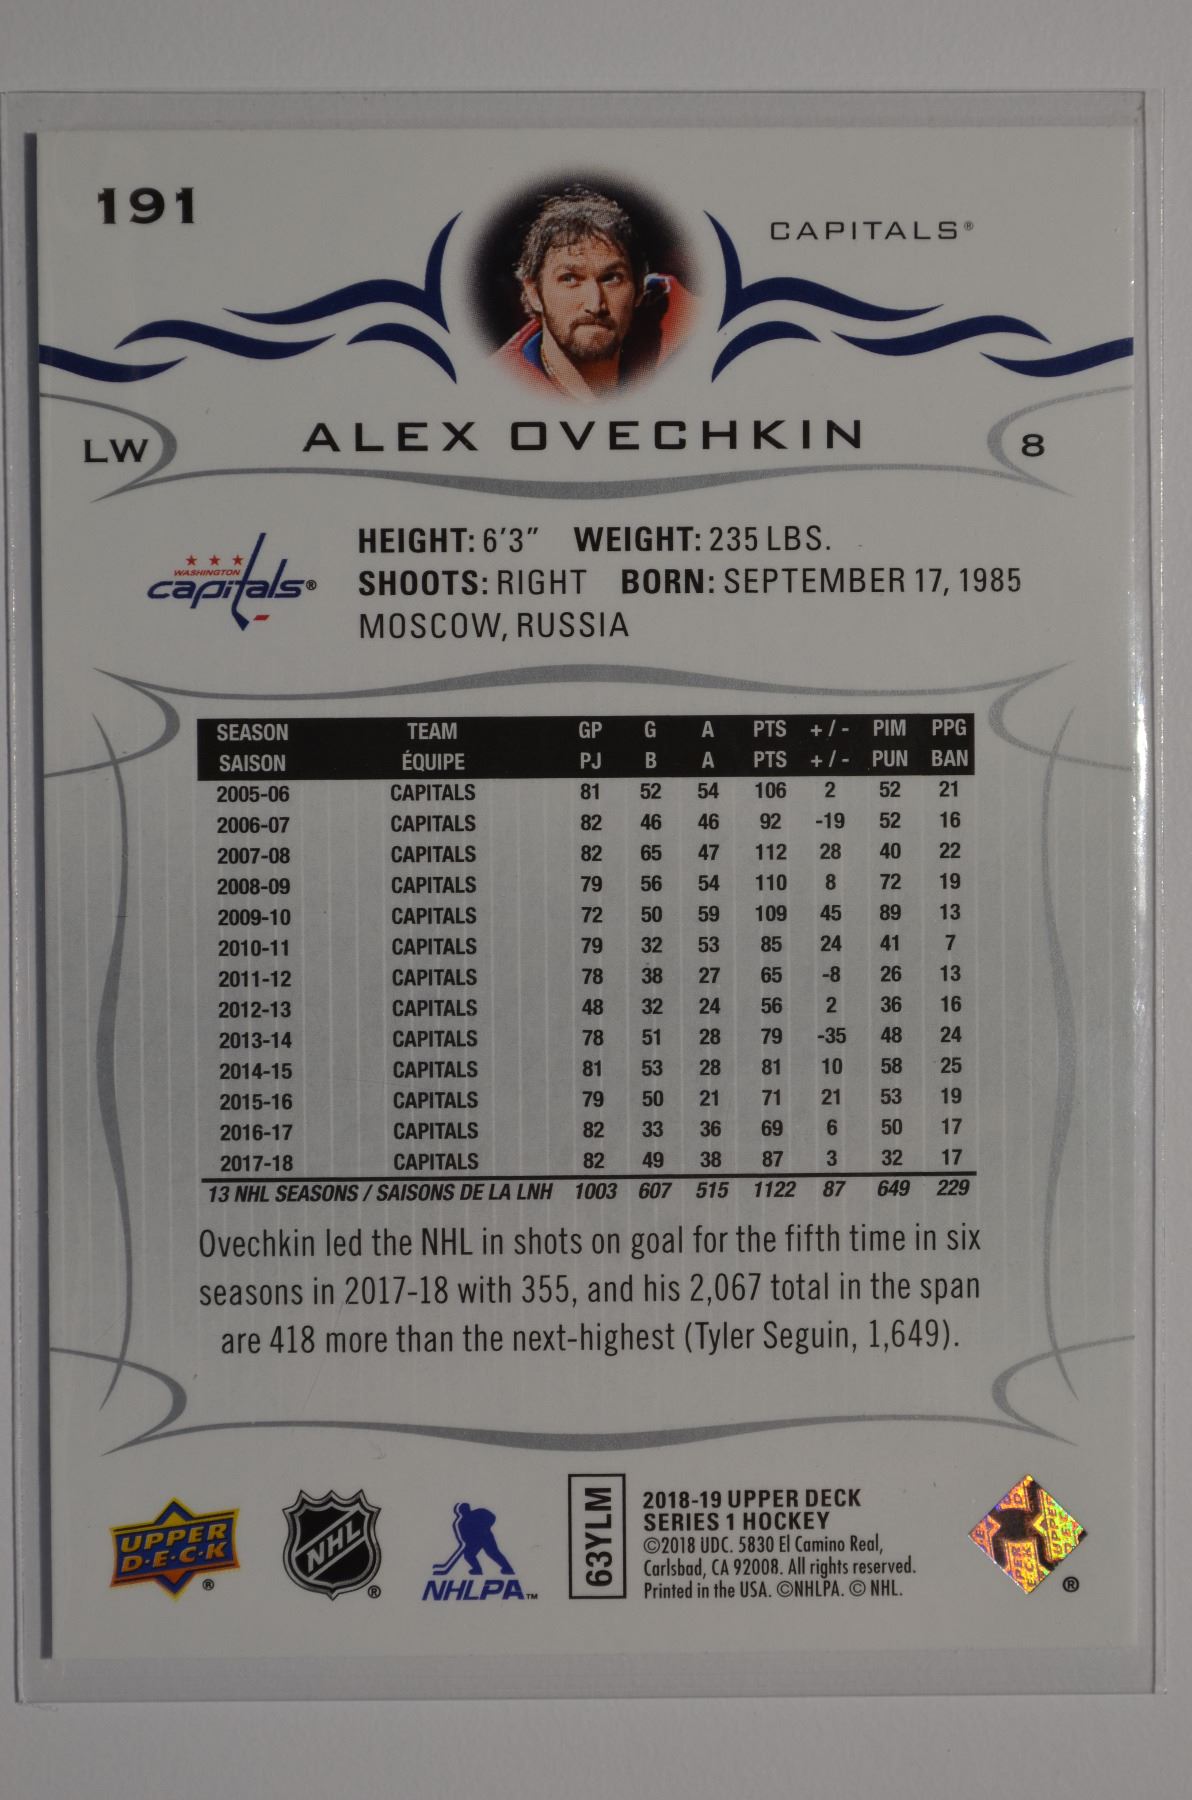 191
CAPITALS®
LW
ALEX OVECHKIN
8
WASHINGTON
capitals®
HEIGHT: 6'3" WEIGHT: 235 LBS.
SHOOTS: RIGHT BORN: SEPTEMBER 17, 1985
MOSCOW, RUSSIA
SEASON TEAM GP G A PTS + / - PIM PPG
SAISON ÉQUIPE PJ B A PTS + / - PUN BAN
2005-06 CAPITALS 81 52 54 106 2 52 21
2006-07 CAPITALS 82 46 46 92 -19 52 16
2007-08 CAPITALS 82 65 47 112 28 40 22
2008-09 CAPITALS 79 56 54 110 8 72 19
2009-10 CAPITALS 72 50 59 109 45 89 13
2010-11 CAPITALS 79 32 53 85 24 41 7
2011-12 CAPITALS 78 38 27 65 -8 26 13
2012-13 CAPITALS 48 32 24 56 2 36 16
2013-14 CAPITALS 78 51 28 79 -35 48 24
2014-15 CAPITALS 81 53 28 81 10 58 25
2015-16 CAPITALS 79 50 21 71 21 53 19
2016-17 CAPITALS 82 33 36 69 6 50 17
2017-18 CAPITALS 82 49 38 87 3 32 17
13 NHL SEASONS / SAISONS DE LA LNH 1003 607 515 1122 87 649 229
Ovechkin led the NHL in shots on goal for the fifth time in six
seasons in 2017-18 with 355, and his 2,067 total in the span
are 418 more than the next-highest (Tyler Seguin, 1,649).
UPPER
D·E·C·K
®
NHL
®
NHLPA™
63YLM
2018-19 UPPER DECK
SERIES 1 HOCKEY
©2018 UDC. 5830 El Camino Real,
Carlsbad, CA 92008. All rights reserved.
Printed in the USA. ©NHLPA. © NHL.
®